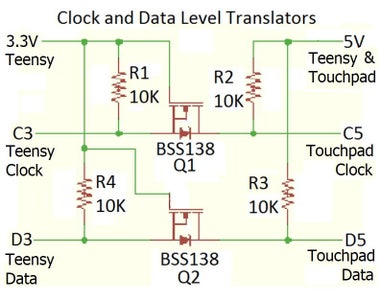 Clock and Data Level Translators
3.3V
Teensy
5V
Teensy &
Touchpad
R1
10K
R2
10K
C3
Teensy
Clock
BSS138
Q1
C5
Touchpad
Clock
R4
10K
R3
10K
D3
Teensy
Data
BSS138
Q2
D5
Touchpad
Data